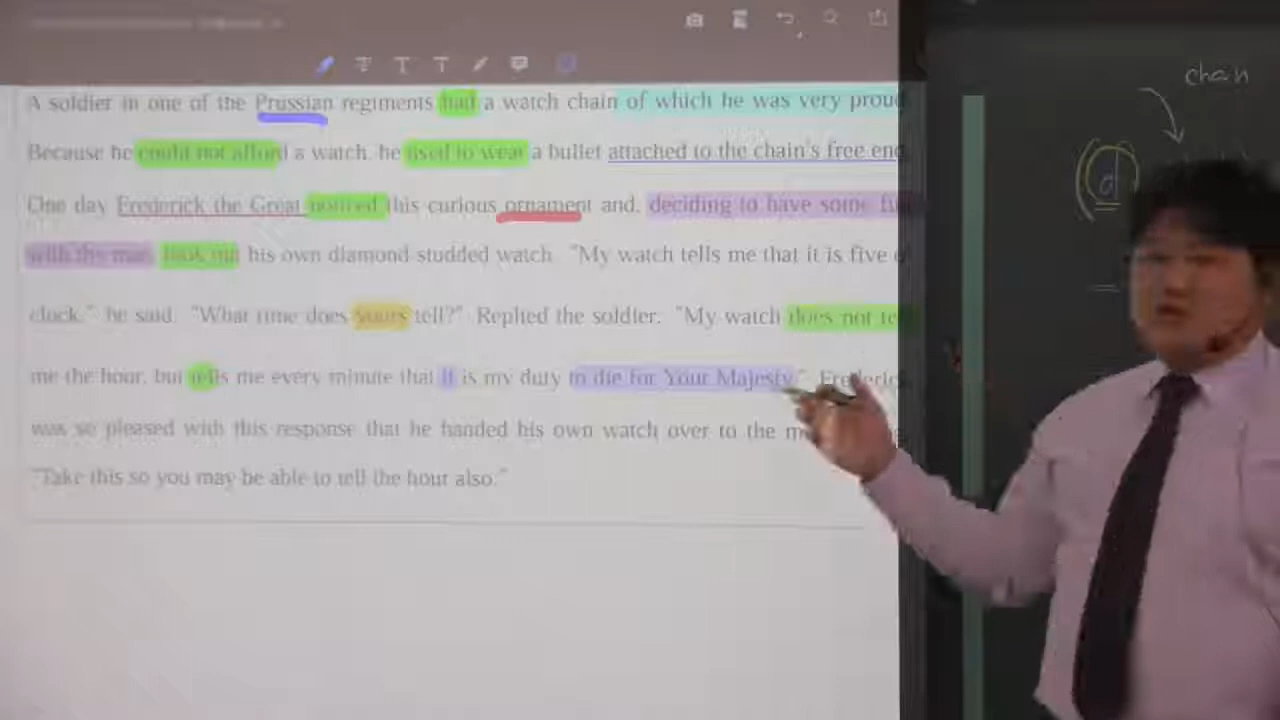 A soldier in one of the Prussian regiments had a watch chain of which he was very proud.
Because he could not afford a watch, he used to wear a bullet attached to the chain's free end.
One day Frederick the Great noticed this curious ornament and, deciding to have some fun
with the man, took out his own diamond studded watch. "My watch tells me that it is five o'
clock," he said. "What time does yours tell?" Replied the soldier: "My watch does not tell
me the hour, but tells me every minute that it is my duty to die for Your Majesty." Frederick
was so pleased with this response that he handed his own watch over to the
"Take this so you may be able to tell the hour also."
chain
d